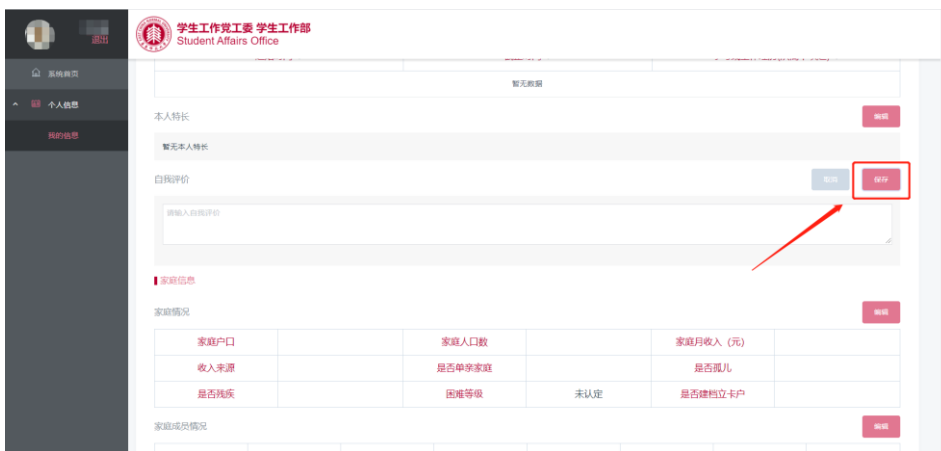 退出
学生工作党工委 学生工作部
Student Affairs Office
系统首页
个人信息
我的信息
暂无数据
本人特长
编辑
暂无本人特长
自我评价
取消
保存
请输入自我评价
家庭信息
家庭情况
编辑
家庭户口 家庭人口数 家庭月收入（元）
收入来源 是否单亲家庭 是否孤儿
是否残疾 困难等级 未认定 是否建档立卡户
家庭成员情况
编辑